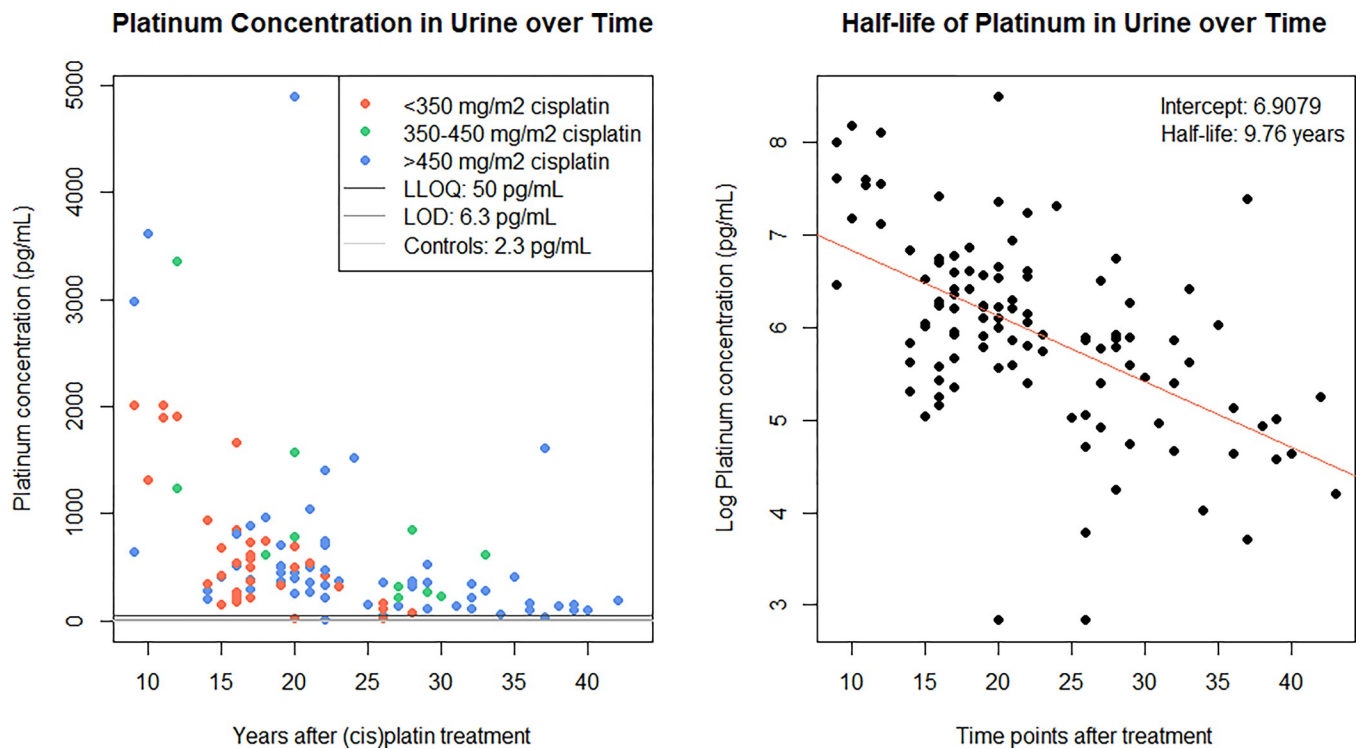 Platinum Concentration in Urine over Time
Platinum concentration (pg/mL)
5000
4000
3000
2000
1000
0
<350 mg/m2 cisplatin
350-450 mg/m2 cisplatin
>450 mg/m2 cisplatin
LLOQ: 50 pg/mL
LOD: 6.3 pg/mL
Controls: 2.3 pg/mL
10 15 20 25 30 35 40
Years after (cis)platin treatment
Half-life of Platinum in Urine over Time
Log Platinum concentration (pg/mL)
8
7
6
5
4
3
Intercept: 6.9079
Half-life: 9.76 years
10 15 20 25 30 35 40
Time points after treatment